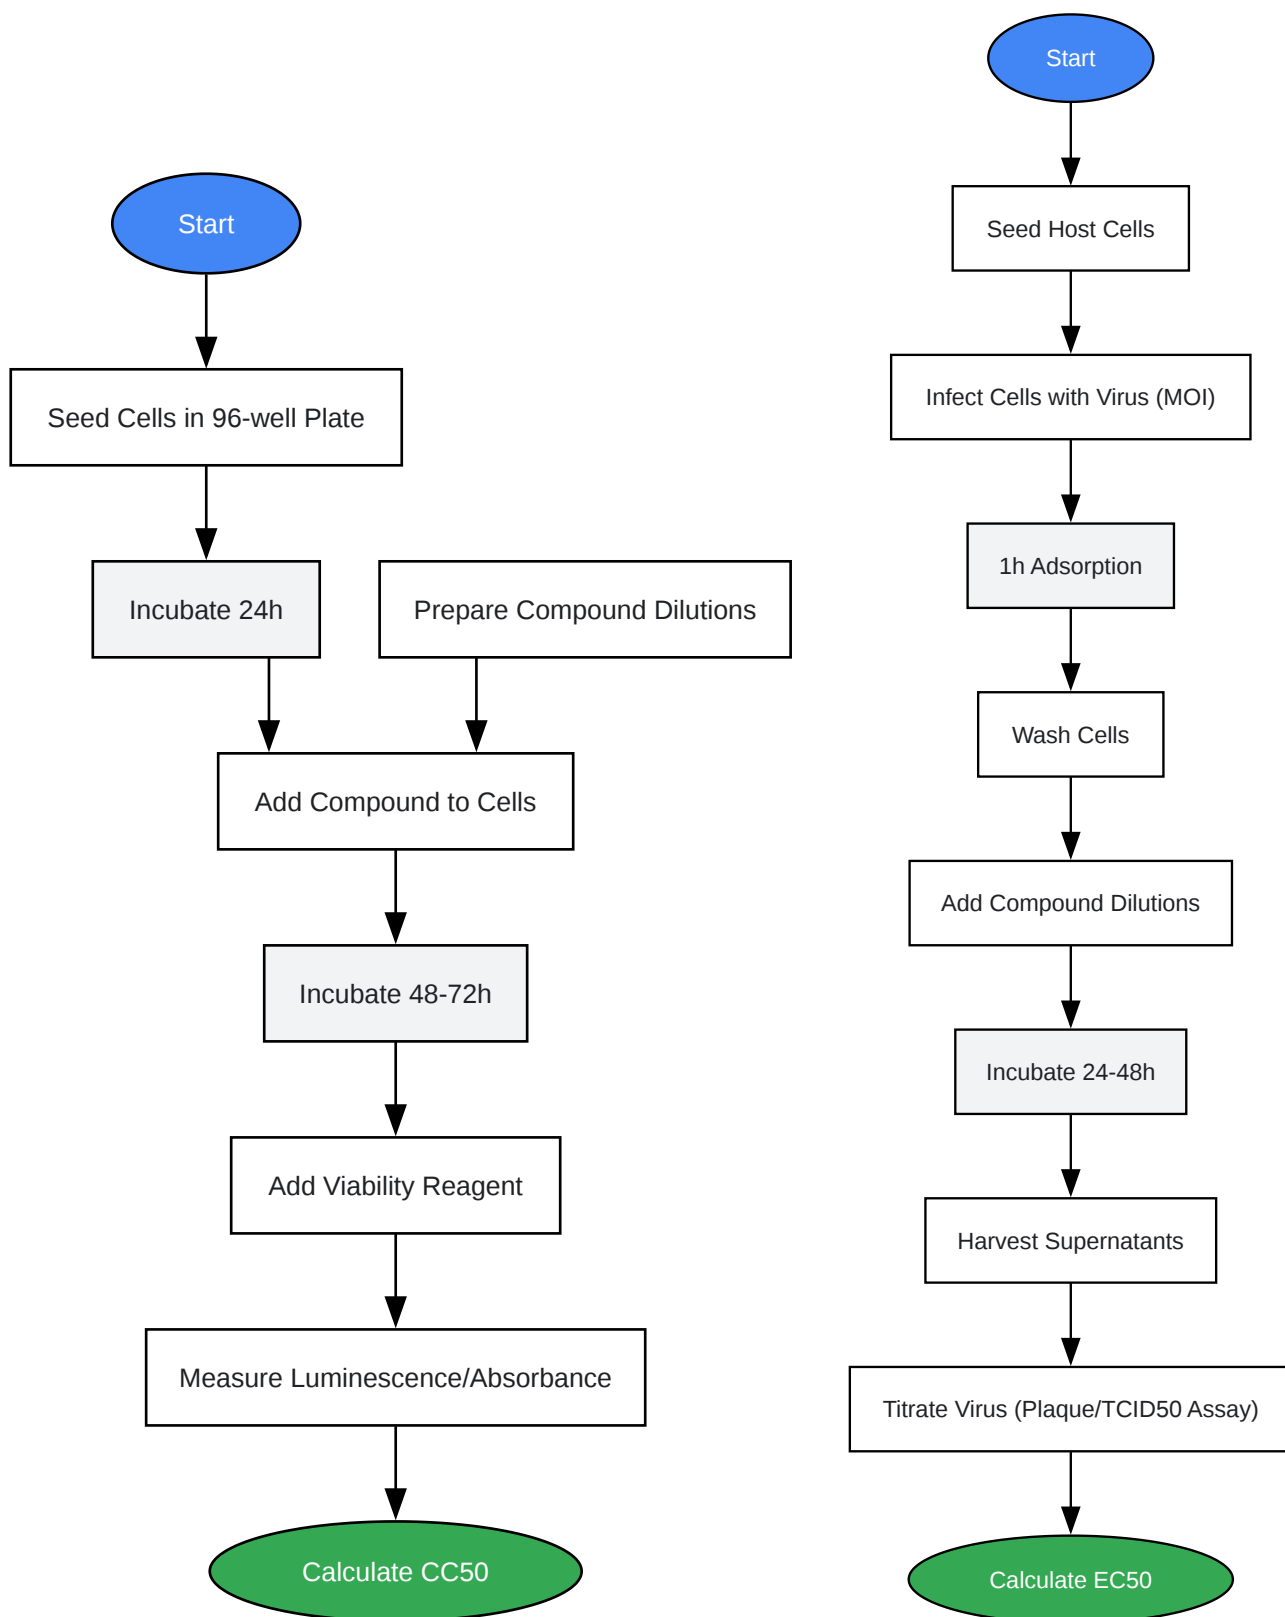 Start
Seed Cells in 96-well Plate
Incubate 24h
Prepare Compound Dilutions
Add Compound to Cells
Incubate 48-72h
Add Viability Reagent
Measure Luminescence/Absorbance
Calculate CC50
Start
Seed Host Cells
Infect Cells with Virus (MOI)
1h Adsorption
Wash Cells
Add Compound Dilutions
Incubate 24-48h
Harvest Supernatants
Titrate Virus (Plaque/TCID50 Assay)
Calculate EC50